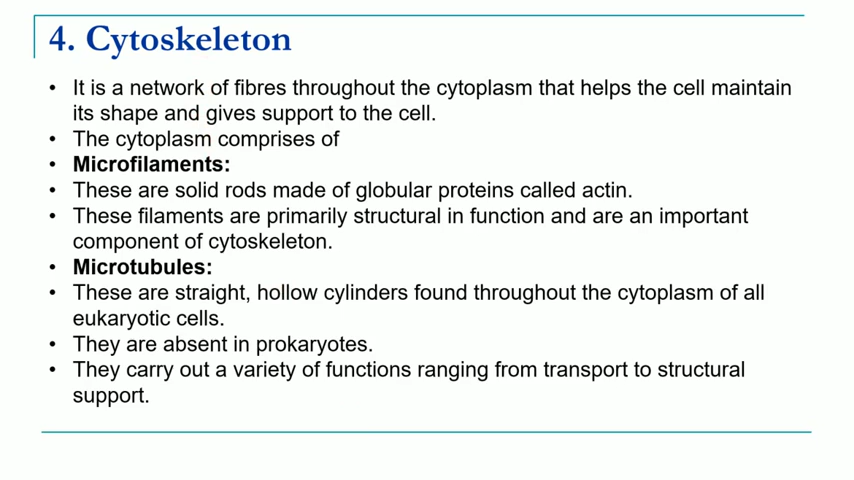 4. Cytoskeleton
• It is a network of fibres throughout the cytoplasm that helps the cell maintain
its shape and gives support to the cell.
• The cytoplasm comprises of
• Microfilaments:
• These are solid rods made of globular proteins called actin.
• These filaments are primarily structural in function and are an important
component of cytoskeleton.
• Microtubules:
• These are straight, hollow cylinders found throughout the cytoplasm of all
eukaryotic cells.
• They are absent in prokaryotes.
• They carry out a variety of functions ranging from transport to structural
support.